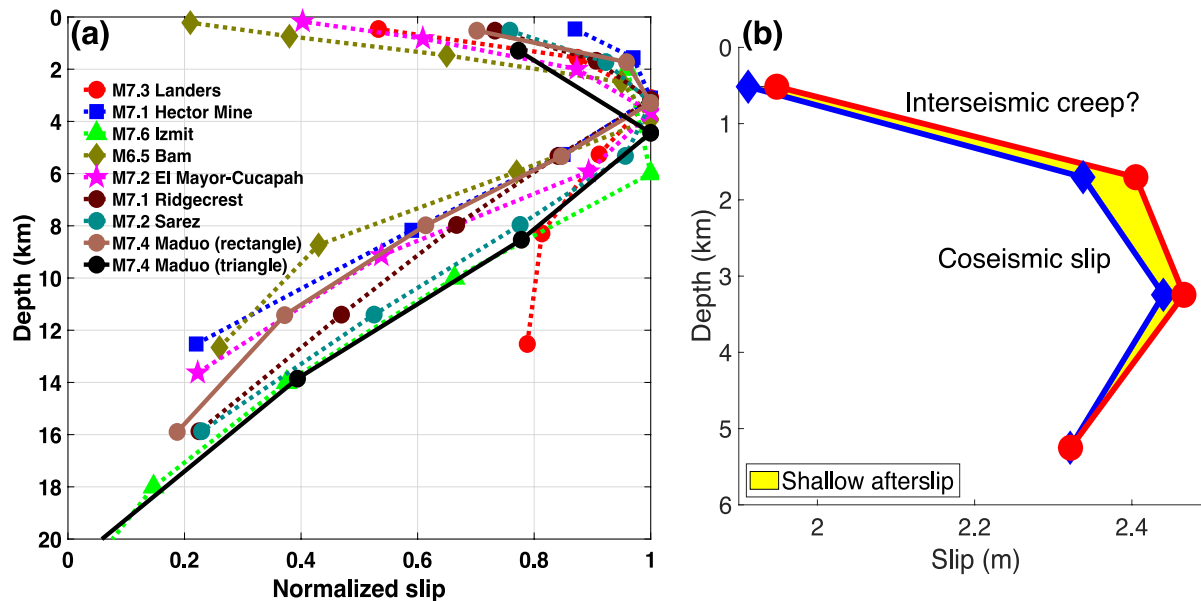 (a)
0
2
4
6
8
10
12
14
16
18
20
Depth (km)
M7.3 Landers
M7.1 Hector Mine
M7.6 Izmit
M6.5 Bam
M7.2 El Mayor-Cucapah
M7.1 Ridgecrest
M7.2 Sarez
M7.4 Maduo (rectangle)
M7.4 Maduo (triangle)
0 0.2 0.4 0.6 0.8 1
Normalized slip
(b)
0
1
2
3
4
5
6
Depth (km)
Interseismic creep?
Coseismic slip
Shallow afterslip
2 2.2 2.4
Slip (m)